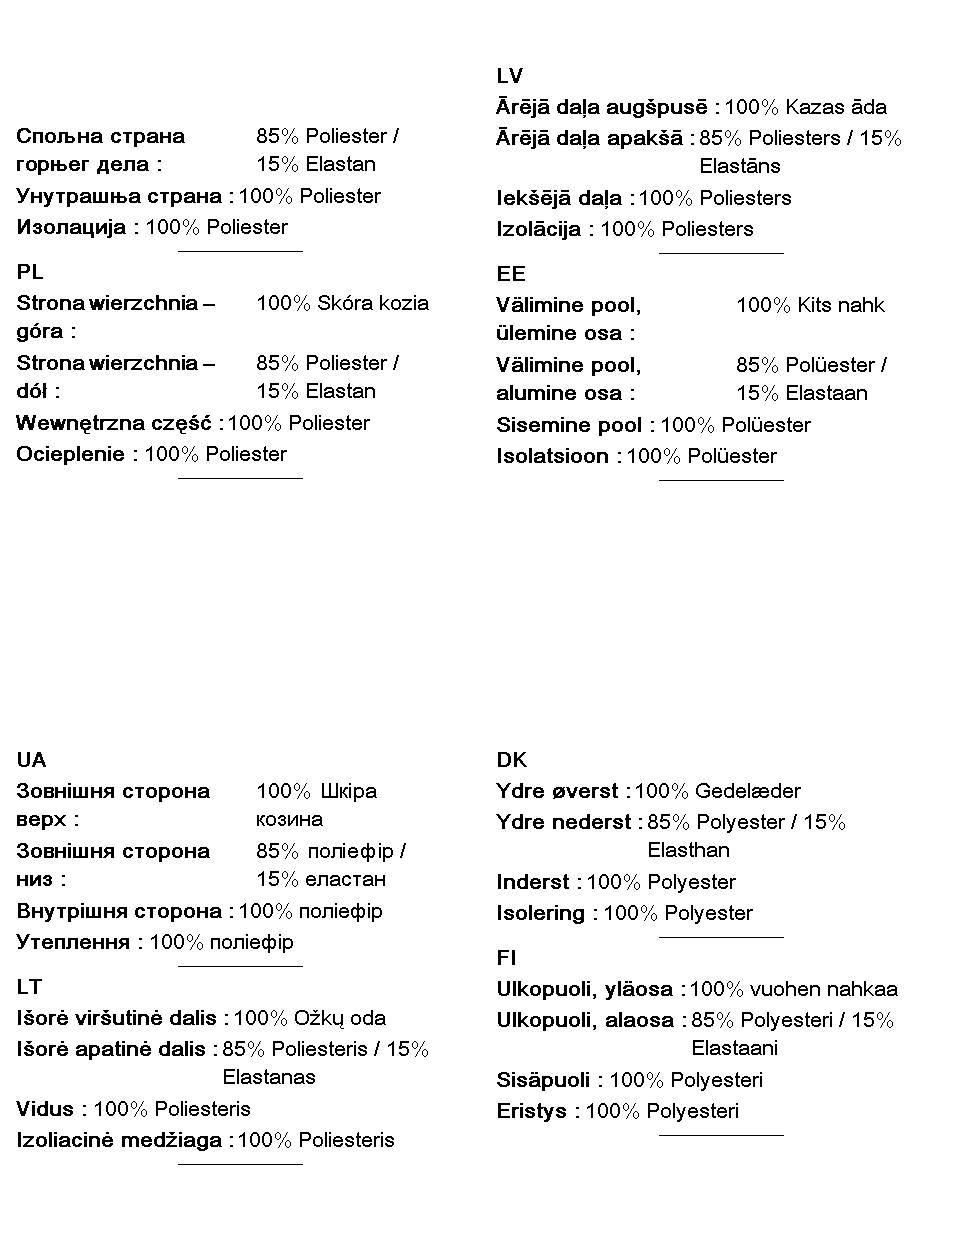 Спољна страна 85% Poliester /
горњег дела : 15% Elastan
Унутрашња страна : 100% Poliester
Изолација : 100% Poliester
PL
Strona wierzchnia – 100% Skóra kozia
góra :
Strona wierzchnia – 85% Poliester /
dół : 15% Elastan
Wewnętrzna część : 100% Poliester
Ocieplenie : 100% Poliester
LV
Ārējā daļa augšpusē : 100% Kazas āda
Ārējā daļa apakšā : 85% Poliesters / 15%
Elastāns
Iekšējā daļa : 100% Poliesters
Izolācija : 100% Poliesters
EE
Välimine pool, 100% Kits nahk
ülemine osa :
Välimine pool, 85% Polüester /
alumine osa : 15% Elastaan
Sisemine pool : 100% Polüester
Isolatsioon : 100% Polüester
UA
Зовнішня сторона 100% Шкіра
верх : козина
Зовнішня сторона 85% поліефір /
низ : 15% еластан
Внутрішня сторона : 100% поліефір
Утеплення : 100% поліефір
LT
Išorė viršutinė dalis : 100% Ožkų oda
Išorė apatinė dalis : 85% Poliesteris / 15%
Elastanas
Vidus : 100% Poliesteris
Izoliacinė medžiaga : 100% Poliesteris
DK
Ydre øverst : 100% Gedelæder
Ydre nederst : 85% Polyester / 15%
Elasthan
Inderst : 100% Polyester
Isolering : 100% Polyester
FI
Ulkopuoli, yläosa : 100% vuohen nahkaa
Ulkopuoli, alaosa : 85% Polyesteri / 15%
Elastaani
Sisäpuoli : 100% Polyesteri
Eristys : 100% Polyesteri